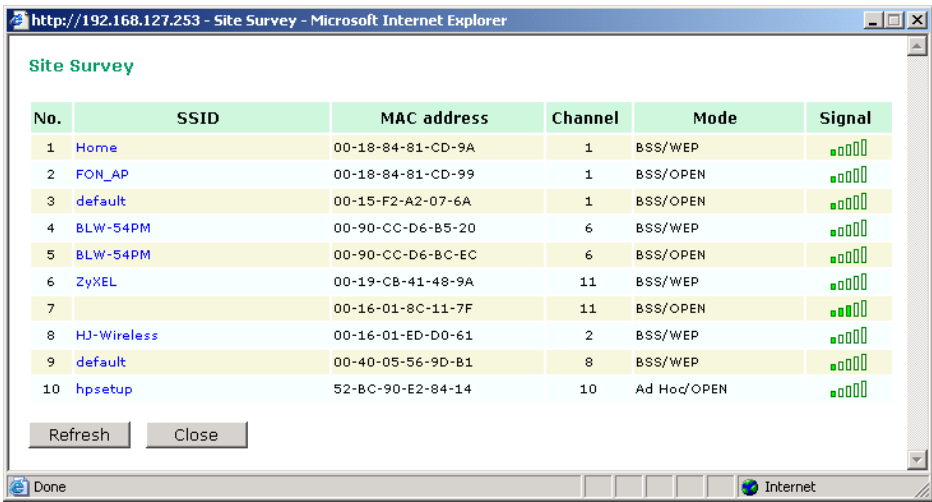 http://192.168.127.253 - Site Survey - Microsoft Internet Explorer
Site Survey
No. SSID MAC address Channel Mode Signal
1 Home 00-18-84-81-CD-9A 1 BSS/WEP
2 FON_AP 00-18-84-81-CD-99 1 BSS/OPEN
3 default 00-15-F2-A2-07-6A 1 BSS/OPEN
4 BLW-54PM 00-90-CC-D6-B5-20 6 BSS/WEP
5 BLW-54PM 00-90-CC-D6-BC-EC 6 BSS/OPEN
6 ZyXEL 00-19-CB-41-48-9A 11 BSS/WEP
7 00-16-01-8C-11-7F 11 BSS/OPEN
8 HJ-Wireless 00-16-01-ED-D0-61 2 BSS/WEP
9 default 00-40-05-56-9D-B1 8 BSS/WEP
10 hpsetup 52-BC-90-E2-84-14 10 Ad Hoc/OPEN
Refresh Close
Done Internet